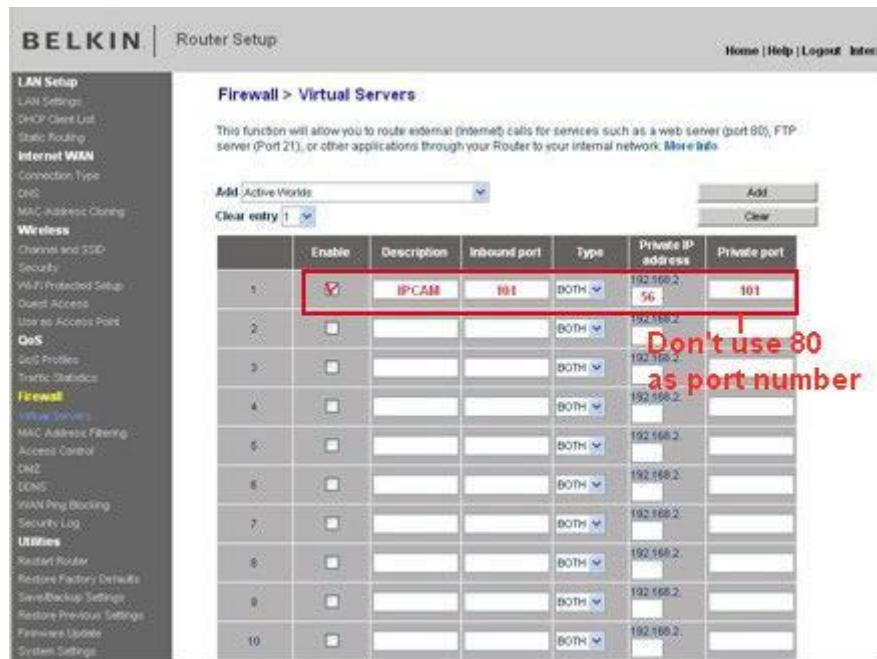 BELKIN Router Setup
Home | Help | Logout Inter
LAN Setup
LAN Settings
DHCP Client List
Static Routing
Internet WAN
Connection Type
DNS
MAC Address Cloning
Wireless
Channel and SSID
Security
Wi-Fi Protected Setup
Guest Access
Use as Access Point
QoS
QoS Profiles
Traffic Statistics
Firewall
Virtual Servers
MAC Address Filtering
Access Control
DMZ
DDNS
WAN Ping Blocking
Security Log
Utilities
Restart Router
Restore Factory Defaults
Save/Backup Settings
Restore Previous Settings
Firmware Update
System Settings
Firewall > Virtual Servers
This function will allow you to route external (Internet) calls for services such as a web server (port 80), FTP
server (Port 21), or other applications through your Router to your internal network. More Info
Add Active Worlds Add
Clear entry 1 Clear
Enable Description Inbound port Type Private IP address Private port
1 IPCAM 101 BOTH 192.168.2. 56 101
2 BOTH 192.168.2.
3 BOTH 192.168.2.
4 BOTH 192.168.2.
5 BOTH 192.168.2.
6 BOTH 192.168.2.
7 BOTH 192.168.2.
8 BOTH 192.168.2.
9 BOTH 192.168.2.
10 BOTH 192.168.2.
Don't use 80
as port number